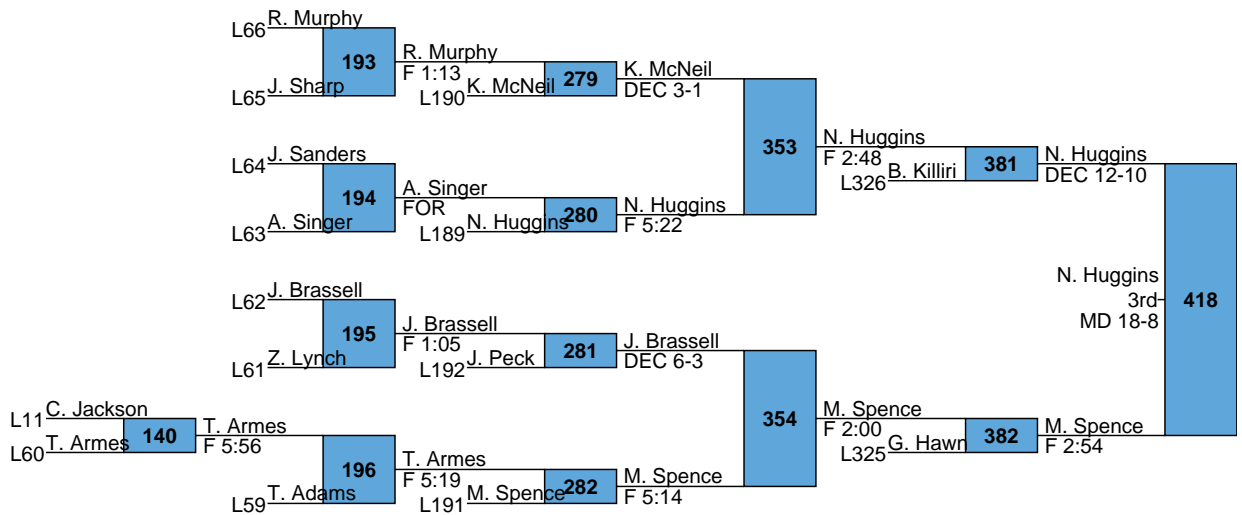 L66 R. Murphy
193
L65 J. Sharp
R. Murphy
F 1:13
L190 K. McNeil
279
K. McNeil
DEC 3-1
L64 J. Sanders
194
L63 A. Singer
A. Singer
FOR
L189 N. Huggins
280
N. Huggins
F 5:22
353
N. Huggins
F 2:48
L326 B. Killiri
381
N. Huggins
DEC 12-10
L62 J. Brassell
195
L61 Z. Lynch
J. Brassell
F 1:05
L192 J. Peck
281
J. Brassell
DEC 6-3
L11 C. Jackson
140
L60 T. Armes
T. Armes
F 5:56
196
L59 T. Adams
T. Armes
F 5:19
L191 M. Spence
282
M. Spence
F 5:14
354
M. Spence
F 2:00
L325 G. Hawn
382
M. Spence
F 2:54
418
N. Huggins
3rd
MD 18-8